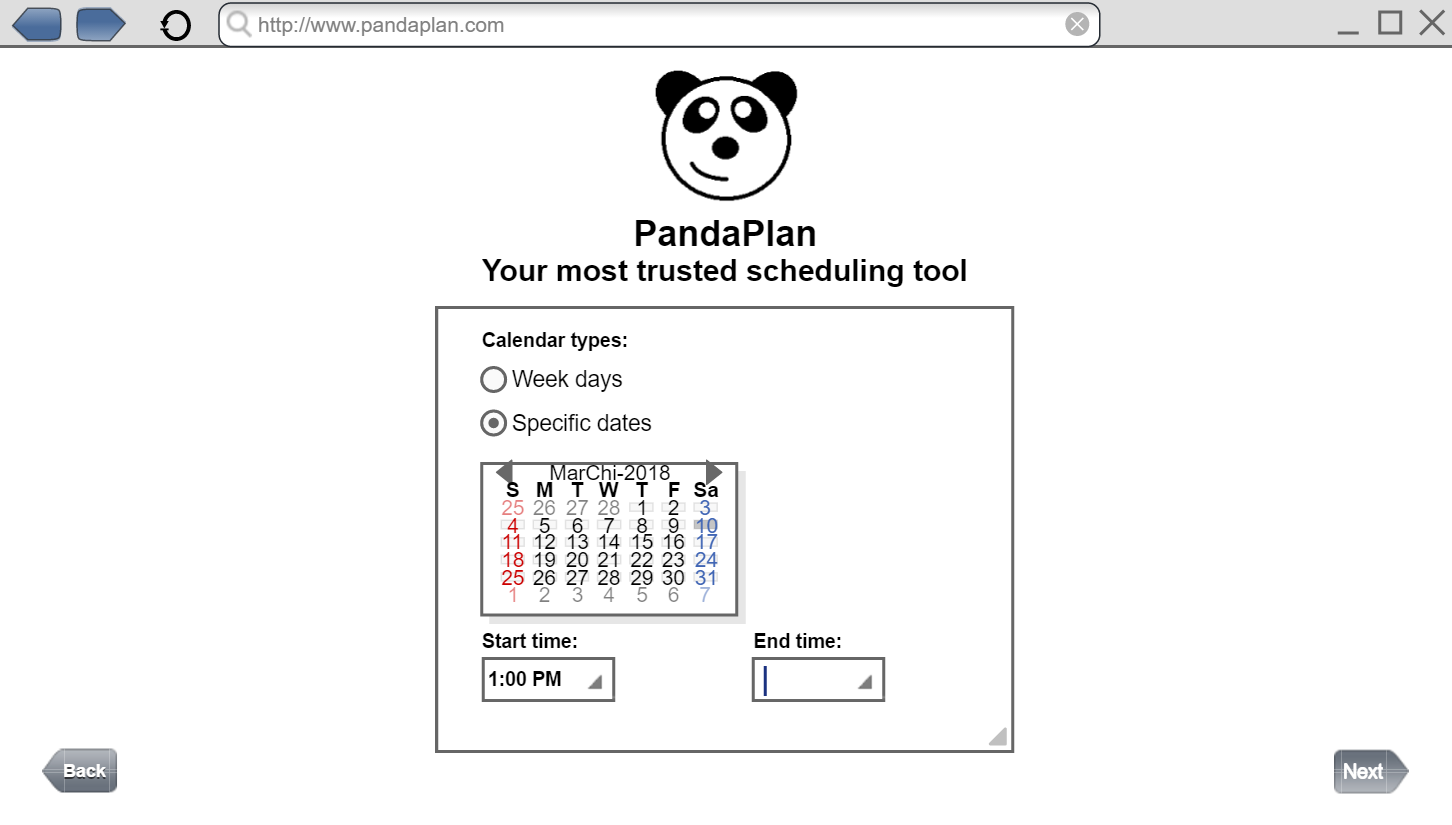 http://www.pandaplan.com
PandaPlan
Your most trusted scheduling tool
Calendar types:
Week days
Specific dates
MarChi-2018
S M T W T F Sa
25 26 27 28 1 2 3
4 5 6 7 8 9 10
11 12 13 14 15 16 17
18 19 20 21 22 23 24
25 26 27 28 29 30 31
1 2 3 4 5 6 7
Start time: End time:
1:00 PM
Back Next